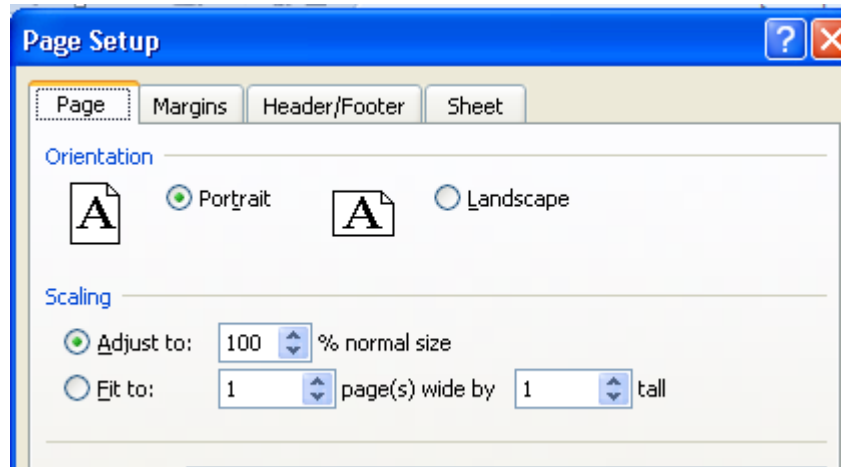 Page Setup
Page Margins Header/Footer Sheet
Orientation
A Portrait A Landscape
Scaling
Adjust to: 100 % normal size
Fit to: 1 page(s) wide by 1 tall